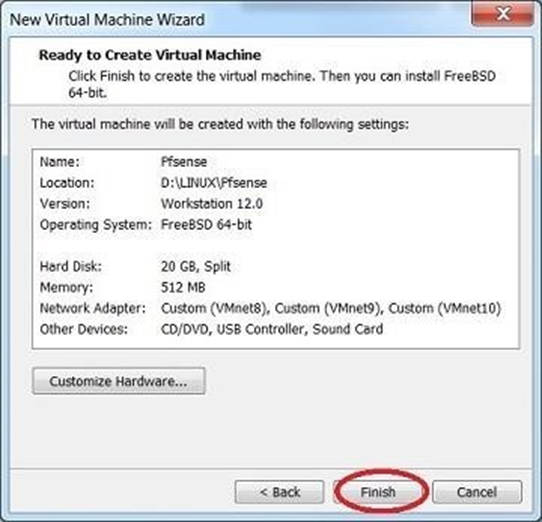 New Virtual Machine Wizard
Ready to Create Virtual Machine
Click Finish to create the virtual machine. Then you can install FreeBSD
64-bit.
The virtual machine will be created with the following settings:
Name: Pfsense
Location: D:\LINUX\Pfsense
Version: Workstation 12.0
Operating System: FreeBSD 64-bit
Hard Disk: 20 GB, Split
Memory: 512 MB
Network Adapter: Custom (VMnet8), Custom (VMnet9), Custom (VMnet10)
Other Devices: CD/DVD, USB Controller, Sound Card
Customize Hardware...
< Back Finish Cancel